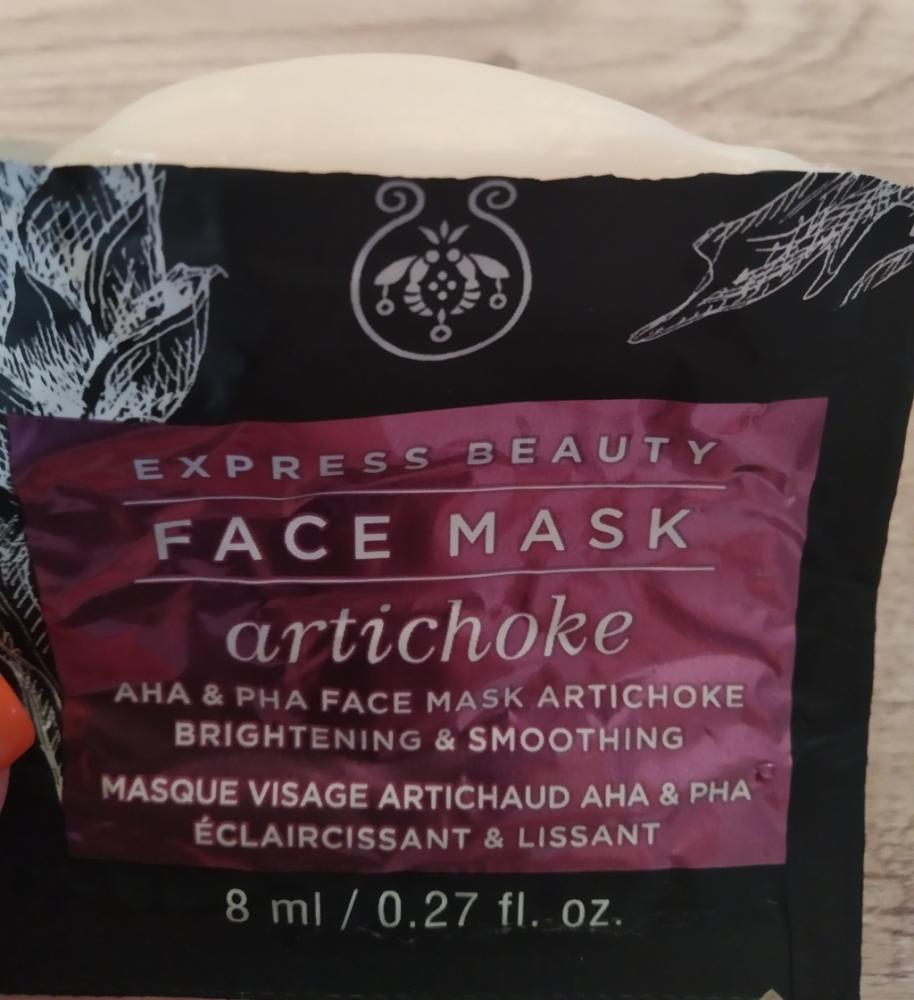 EXPRESS BEAUTY
FACE MASK
artichoke
AHA & PHA FACE MASK ARTICHOKE
BRIGHTENING & SMOOTHING
MASQUE VISAGE ARTICHAUD AHA & PHA
ÉCLAIRCISSANT & LISSANT
8 ml / 0.27 fl. oz.